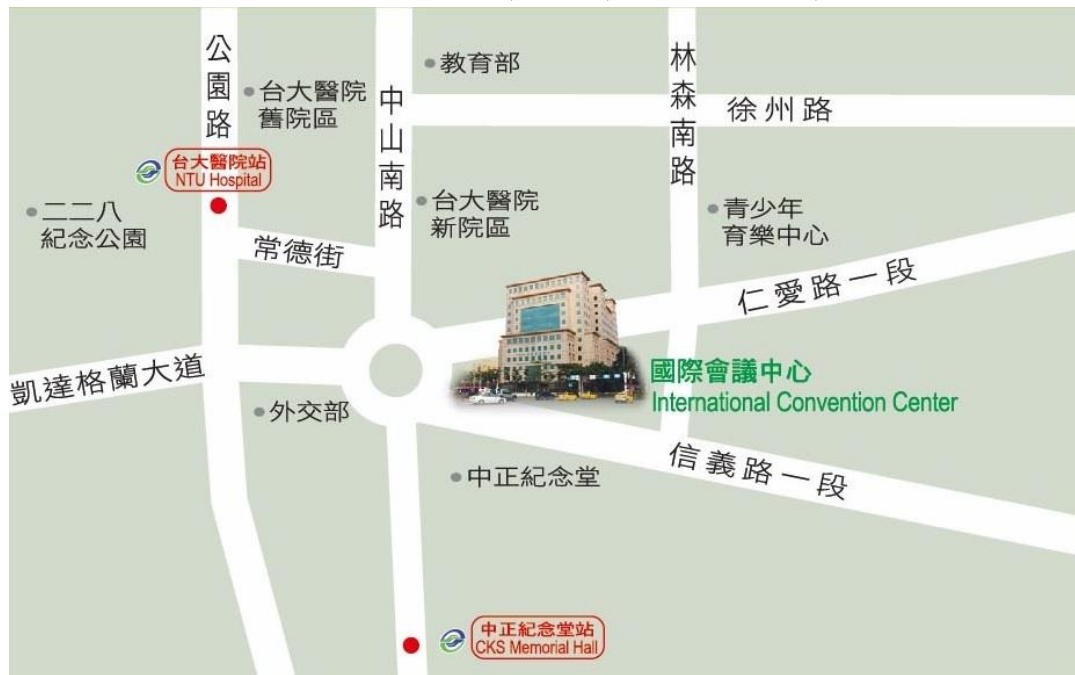 公園路
台大醫院
舊院區
中山南路
教育部
林森南路
徐州路
台大醫院站
NTU Hospital
二二八
紀念公園
台大醫院
新院區
青少年
育樂中心
常德街
仁愛路一段
凱達格蘭大道
國際會議中心
International Convention Center
外交部
信義路一段
中正紀念堂
中正紀念堂站
CKS Memorial Hall